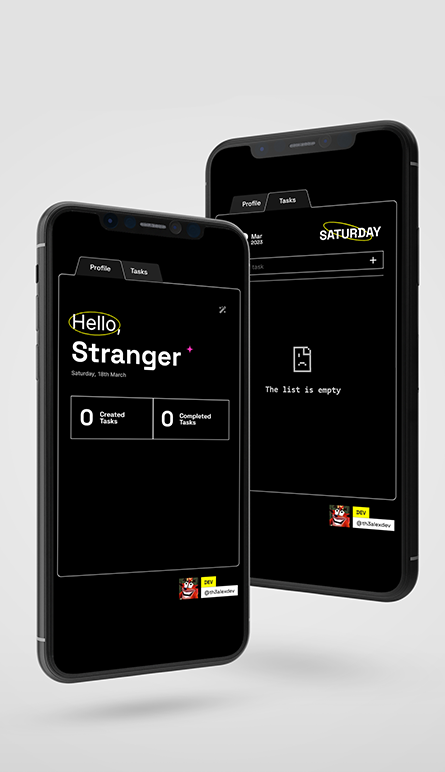 Profile
Tasks
Hello,
Stranger
Saturday, 18th March
0
Created
Tasks
0
Completed
Tasks
DEV
@th3alexdev
Profile
Tasks
Mar
2023
SATURDAY
task
+
The list is empty
DEV
@th3alexdev